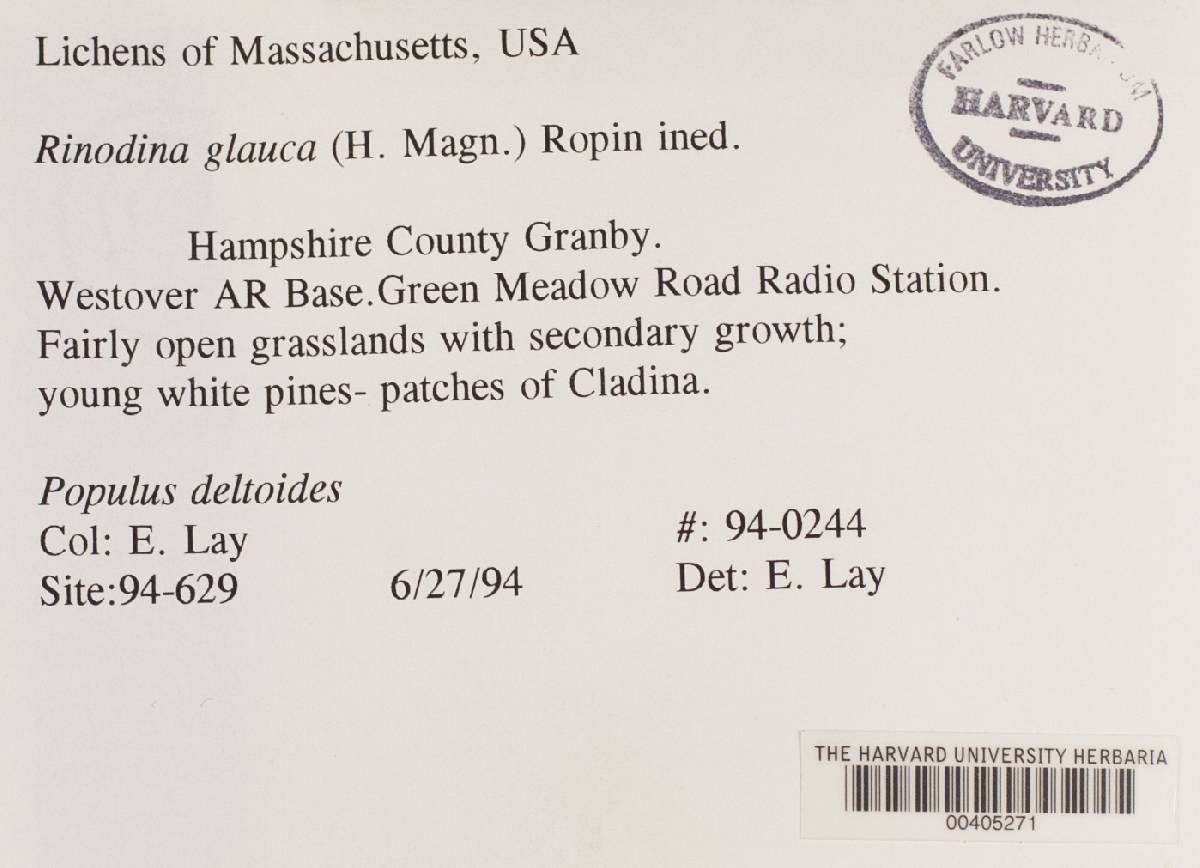 Lichens of Massachusetts, USA
FARLOW HERBARIUM
HARVARD
UNIVERSITY
Rinodina glauca (H. Magn.) Ropin ined.
Hampshire County Granby.
Westover AR Base.Green Meadow Road Radio Station.
Fairly open grasslands with secondary growth;
young white pines- patches of Cladina.
Populus deltoides
Col: E. Lay
#: 94-0244
Site:94-629 6/27/94 Det: E. Lay
THE HARVARD UNIVERSITY HERBARIA
00405271